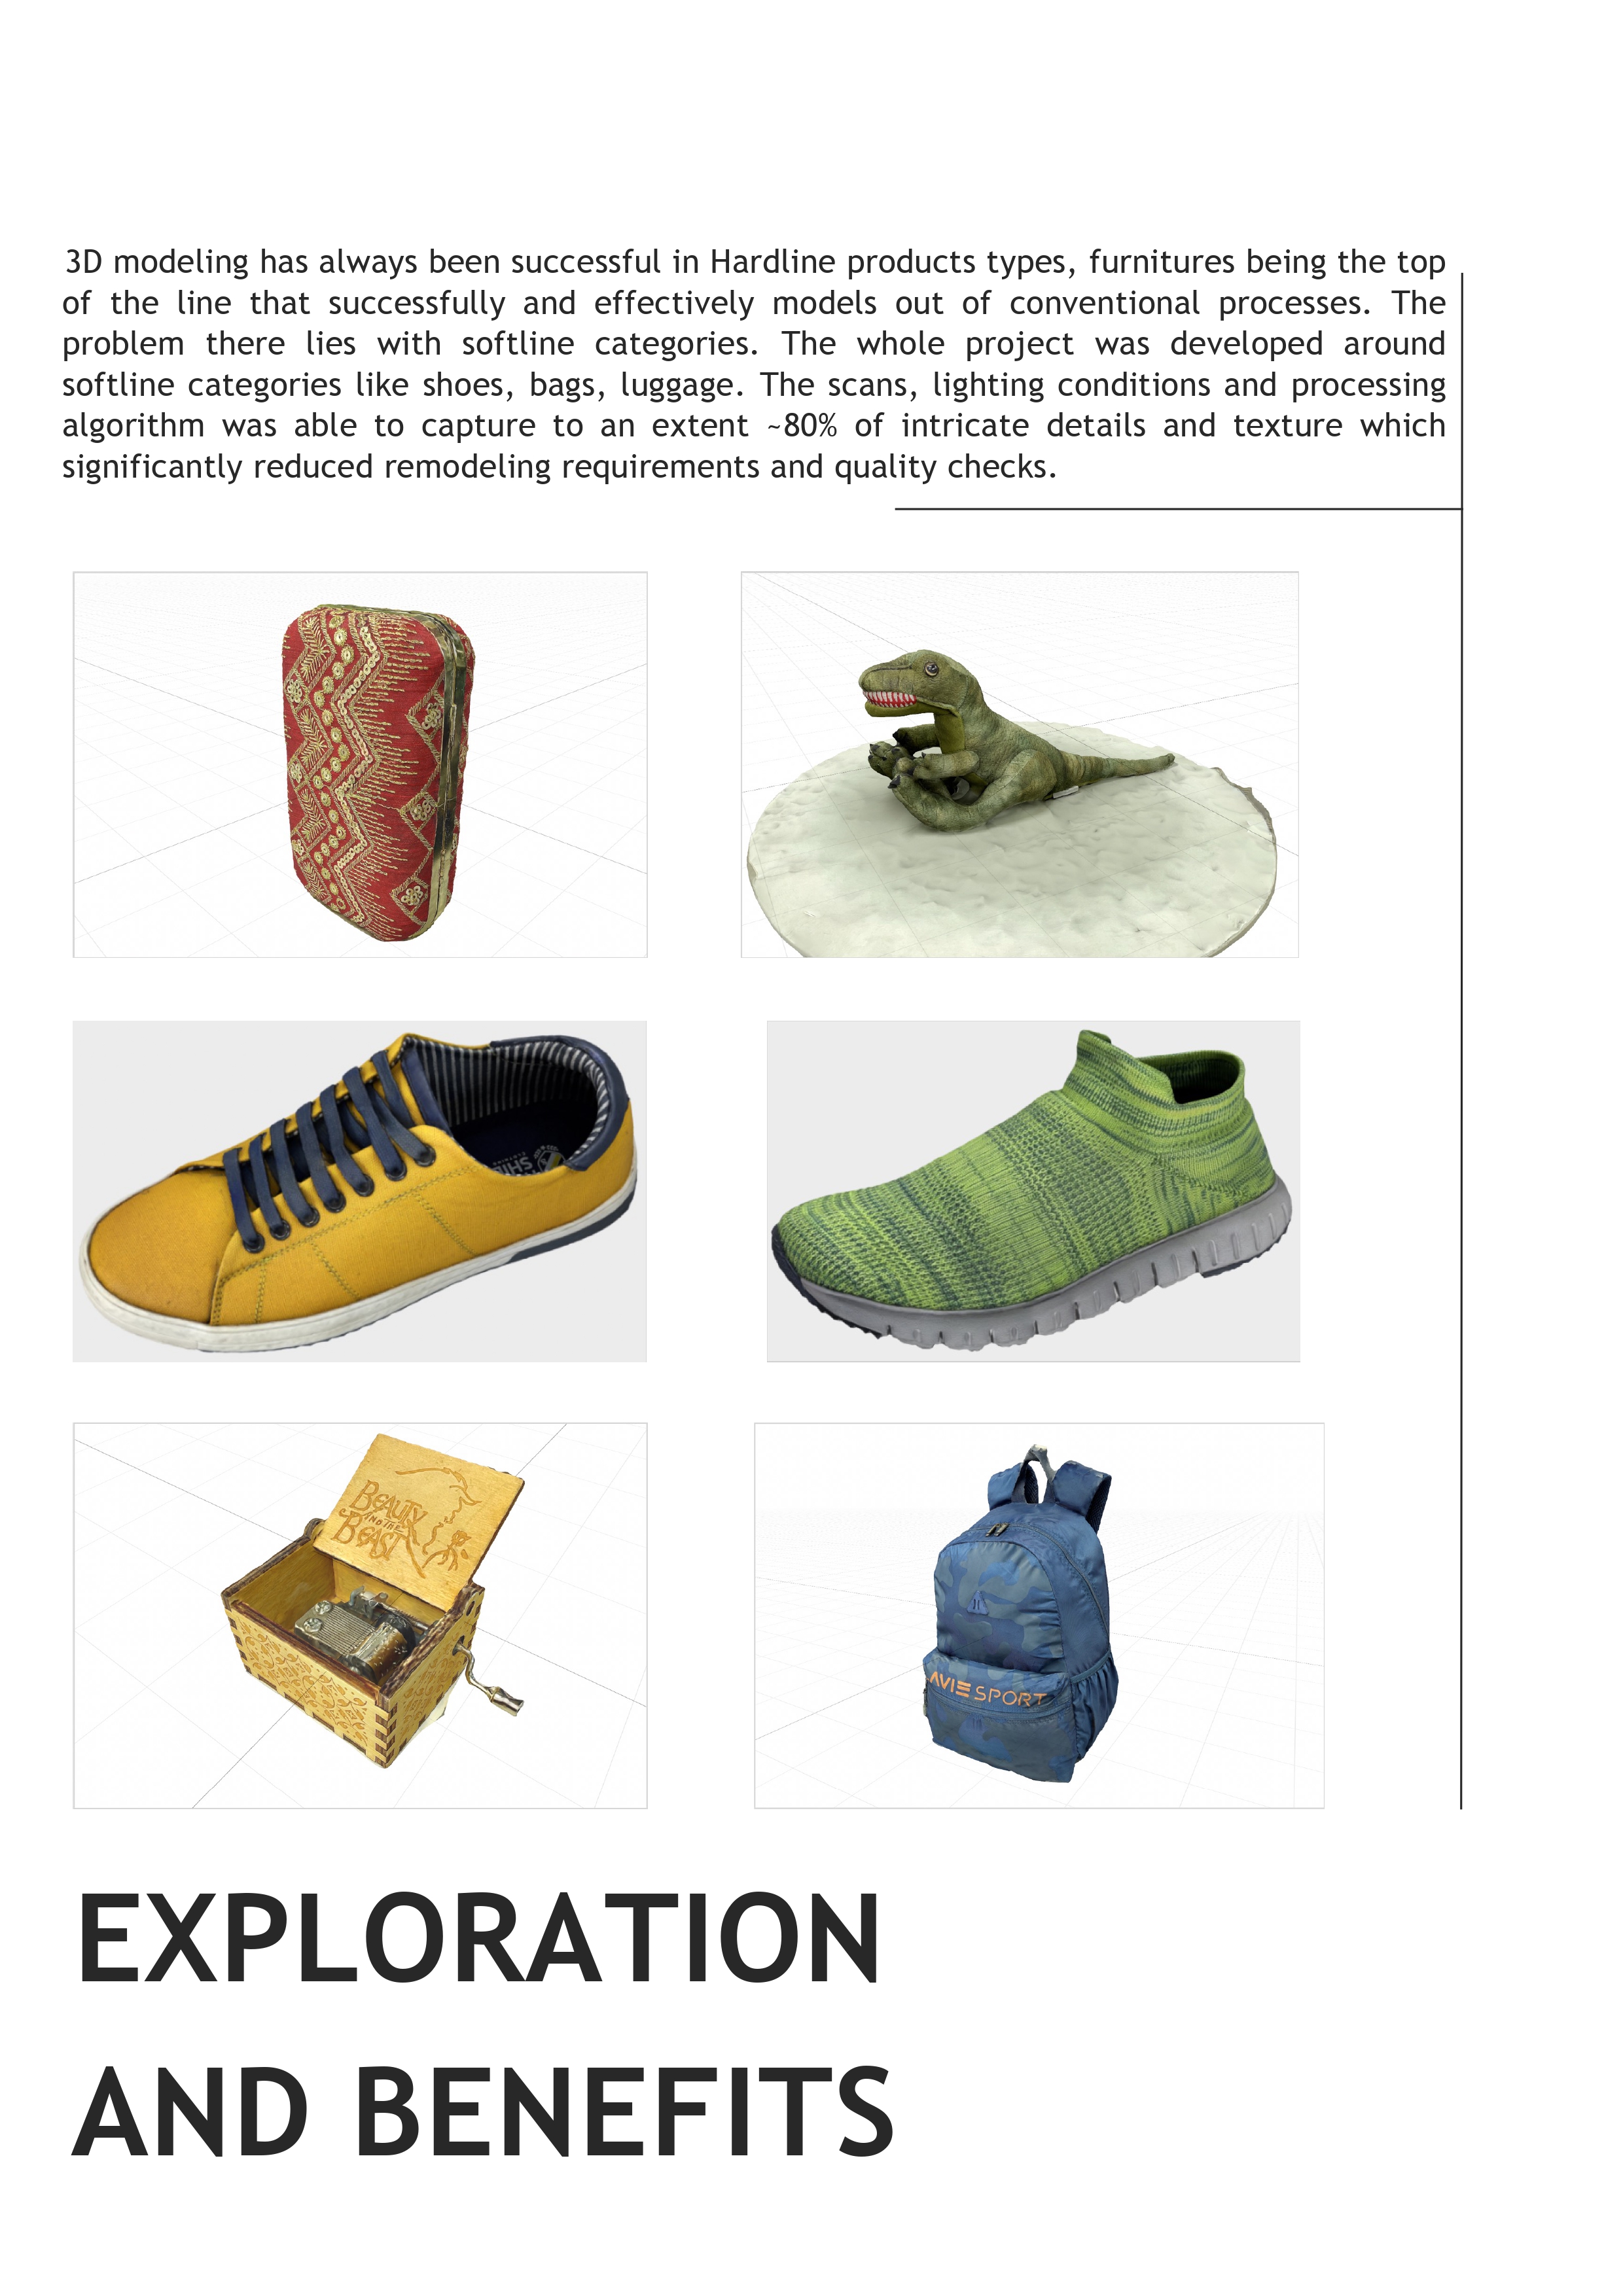 3D modeling has always been successful in Hardline products types, furnitures being the top
of the line that successfully and effectively models out of conventional processes. The
problem there lies with softline categories. The whole project was developed around
softline categories like shoes, bags, luggage. The scans, lighting conditions and processing
algorithm was able to capture to an extent ~80% of intricate details and texture which
significantly reduced remodeling requirements and quality checks.
BEAUTY
AND THE
BEAST
AVIE SPORT
EXPLORATION
AND BENEFITS